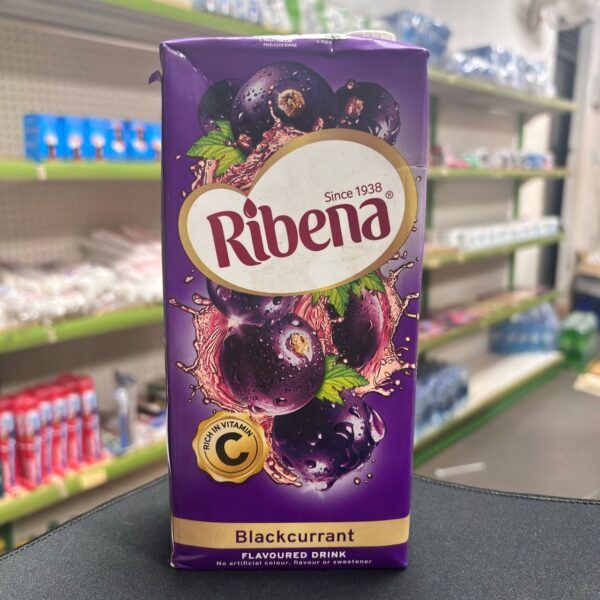 Since 1938
Ribena®
RICH IN VITAMIN
C
Blackcurrant
FLAVOURED DRINK
No artificial colour, flavour or sweetener